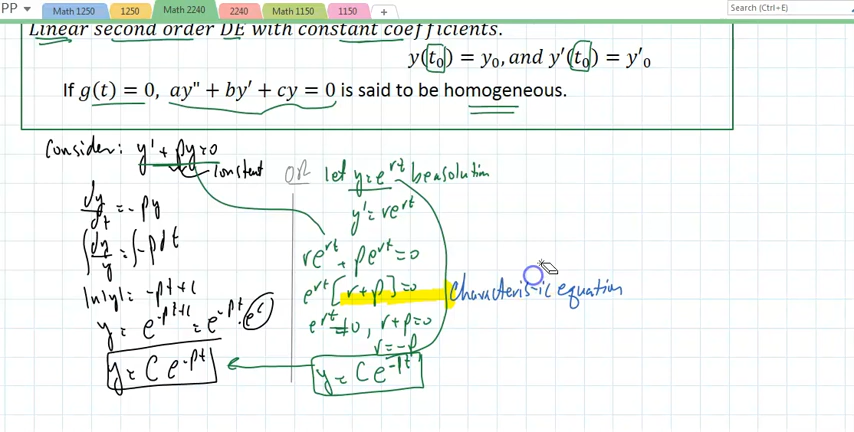 PP
Math 1250
1250
Math 2240
2240
Math 1150
1150
+
Search (Ctrl+E)
Linear second order DE with constant coefficients.
y(t₀) = y₀, and y′(t₀) = y′₀
If g(t) = 0, ay″ + by′ + cy = 0 is said to be homogeneous.
Consider: y' + py = 0
constant
dy/dt = -py
∫ dy/y = ∫ -p dt
ln|y| = -pt + c
y = e^{-pt+c} = e^{-pt} · e^c
y = C e^{-pt}
OR
let y = e^{rt} be a solution
y' = re^{rt}
re^{rt} + pe^{rt} = 0
e^{rt}[r+p] = 0
Characteristic equation
e^{rt} ≠ 0, r+p=0
r = -p
y = C e^{-pt}